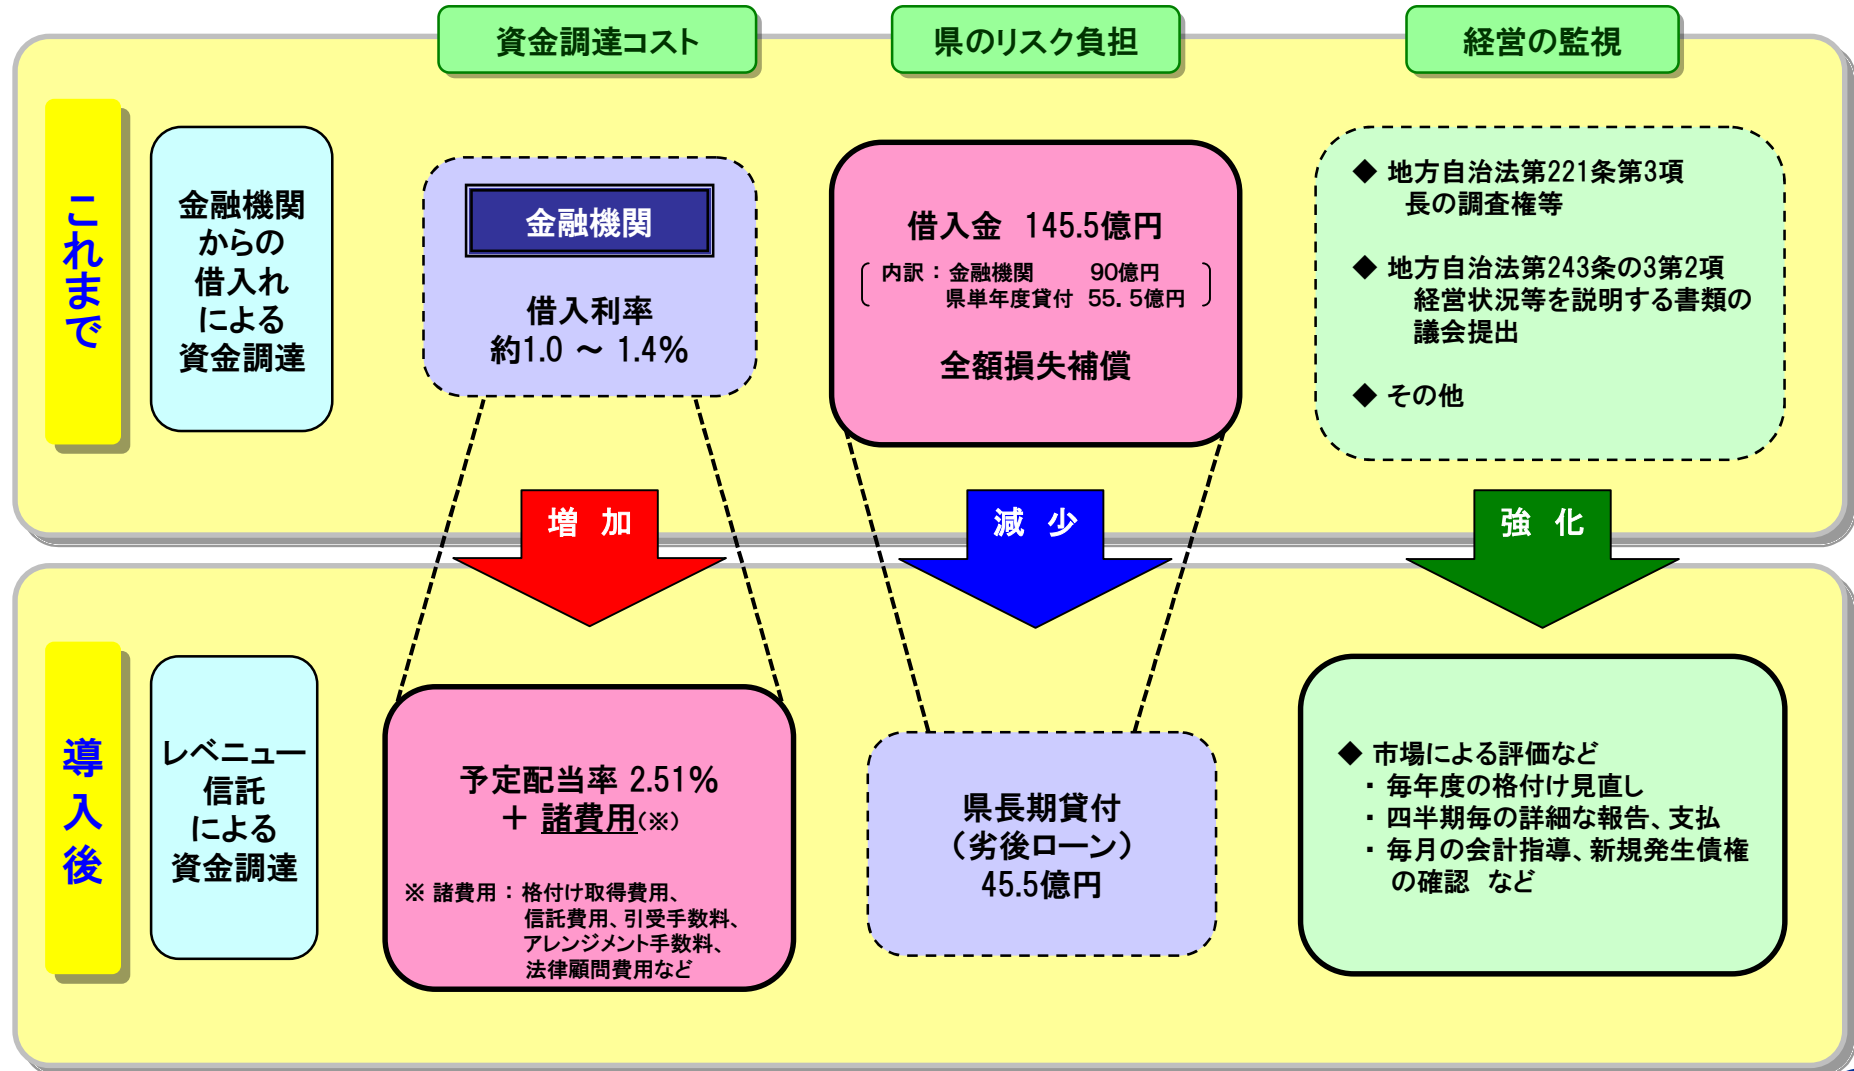 資金調達コスト
県のリスク負担
経営の監視
これまで
金融機関
からの
借入れ
による
資金調達
金融機関
借入利率
約1.0 ～ 1.4%
借入金 145.5億円
内訳：金融機関 90億円
県単年度貸付 55.5億円
全額損失補償
◆ 地方自治法第221条第3項
長の調査権等
◆ 地方自治法第243条の3第2項
経営状況等を説明する書類の
議会提出
◆ その他
増 加
減 少
強 化
導入後
レベニュー
信託
による
資金調達
予定配当率 2.51%
＋ 諸費用(※)
※ 諸費用：格付け取得費用、
信託費用、引受手数料、
アレンジメント手数料、
法律顧問費用など
県長期貸付
（劣後ローン）
45.5億円
◆ 市場による評価など
・ 毎年度の格付け見直し
・ 四半期毎の詳細な報告、支払
・ 毎月の会計指導、新規発生債権
の確認 など